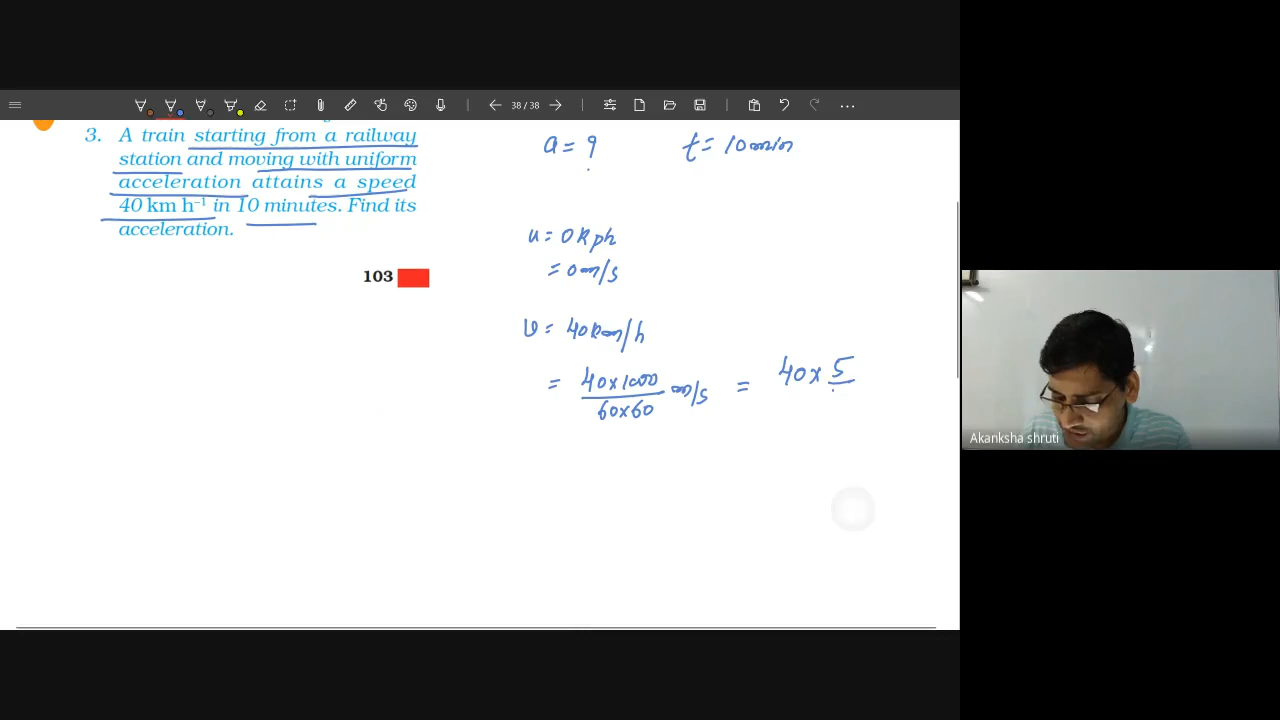 38 / 38
3. A train starting from a railway
station and moving with uniform
acceleration attains a speed
40 km h⁻¹ in 10 minutes. Find its
acceleration.
103
a = ? t = 10 min
u = 0 kph
= 0 m/s
v = 40 km/h
= 40 x 1000 / 60 x 60 m/s = 40 x 5
Akanksha shruti